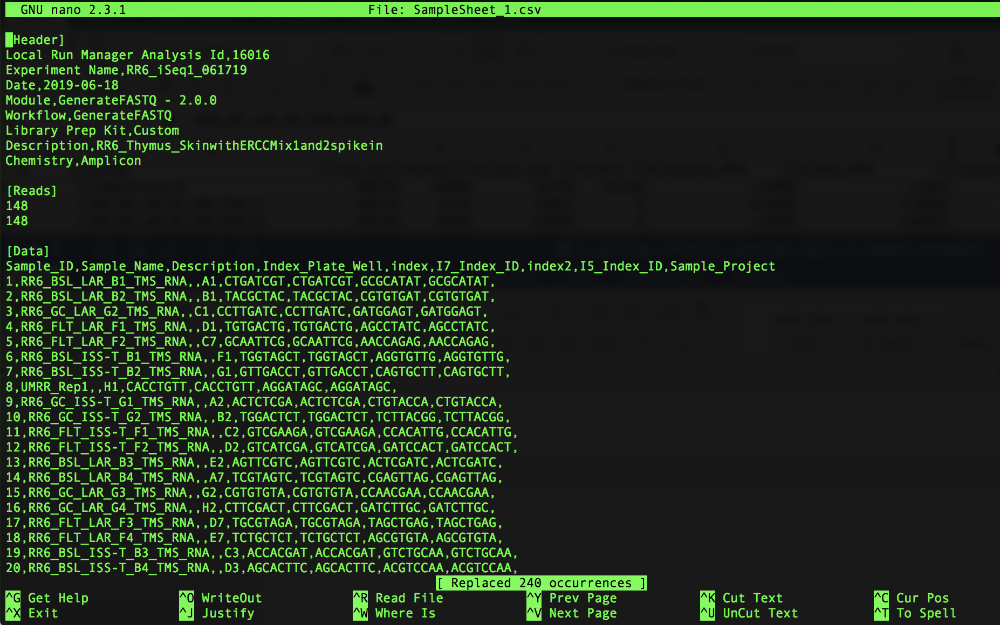 GNU nano 2.3.1 File: SampleSheet_1.csv
[Header]
Local Run Manager Analysis Id,16016
Experiment Name,RR6_iSeq1_061719
Date,2019-06-18
Module,GenerateFASTQ - 2.0.0
Workflow,GenerateFASTQ
Library Prep Kit,Custom
Description,RR6_Thymus_SkinwithERCCMix1and2spikein
Chemistry,Amplicon
[Reads]
148
148
[Data]
Sample_ID,Sample_Name,Description,Index_Plate_Well,index,I7_Index_ID,index2,I5_Index_ID,Sample_Project
1,RR6_BSL_LAR_B1_TMS_RNA,,A1,CTGATCGT,CTGATCGT,GCGCATAT,GCGCATAT,
2,RR6_BSL_LAR_B2_TMS_RNA,,B1,TACGCTAC,TACGCTAC,CGTGTGAT,CGTGTGAT,
3,RR6_GC_LAR_G2_TMS_RNA,,C1,CCTTGATC,CCTTGATC,GATGGAGT,GATGGAGT,
4,RR6_FLT_LAR_F1_TMS_RNA,,D1,TGTGACTG,TGTGACTG,AGCCTATC,AGCCTATC,
5,RR6_FLT_LAR_F2_TMS_RNA,,C7,GCAATTCG,GCAATTCG,AACCAGAG,AACCAGAG,
6,RR6_BSL_ISS-T_B1_TMS_RNA,,F1,TGGTAGCT,TGGTAGCT,AGGTGTTG,AGGTGTTG,
7,RR6_BSL_ISS-T_B2_TMS_RNA,,G1,GTTGACCT,GTTGACCT,CAGTGCTT,CAGTGCTT,
8,UMRR_Rep1,,H1,CACCTGTT,CACCTGTT,AGGATAGC,AGGATAGC,
9,RR6_GC_ISS-T_G1_TMS_RNA,,A2,ACTCTCGA,ACTCTCGA,CTGTACCA,CTGTACCA,
10,RR6_GC_ISS-T_G2_TMS_RNA,,B2,TGGACTCT,TGGACTCT,TCTTACGG,TCTTACGG,
11,RR6_FLT_ISS-T_F1_TMS_RNA,,C2,GTCGAAGA,GTCGAAGA,CCACATTG,CCACATTG,
12,RR6_FLT_ISS-T_F2_TMS_RNA,,D2,GTCATCGA,GTCATCGA,GATCCACT,GATCCACT,
13,RR6_BSL_LAR_B3_TMS_RNA,,E2,AGTTCGTC,AGTTCGTC,ACTCGATC,ACTCGATC,
14,RR6_BSL_LAR_B4_TMS_RNA,,A7,TCGTAGTC,TCGTAGTC,CGAGTTAG,CGAGTTAG,
15,RR6_GC_LAR_G3_TMS_RNA,,G2,CGTGTGTA,CGTGTGTA,CCAACGAA,CCAACGAA,
16,RR6_GC_LAR_G4_TMS_RNA,,H2,CTTCGACT,CTTCGACT,GATCTTGC,GATCTTGC,
17,RR6_FLT_LAR_F3_TMS_RNA,,D7,TGCGTAGA,TGCGTAGA,TAGCTGAG,TAGCTGAG,
18,RR6_FLT_LAR_F4_TMS_RNA,,E7,TCTGCTCT,TCTGCTCT,AGCGTGTA,AGCGTGTA,
19,RR6_BSL_ISS-T_B3_TMS_RNA,,C3,ACCACGAT,ACCACGAT,GTCTGCAA,GTCTGCAA,
20,RR6_BSL_ISS-T_B4_TMS_RNA,,D3,AGCACTTC,AGCACTTC,ACGTCCAA,ACGTCCAA,
[ Replaced 240 occurrences ]
^G Get Help ^O WriteOut ^R Read File ^Y Prev Page ^K Cut Text ^C Cur Pos
^X Exit ^J Justify ^W Where Is ^V Next Page ^U UnCut Text ^T To Spell